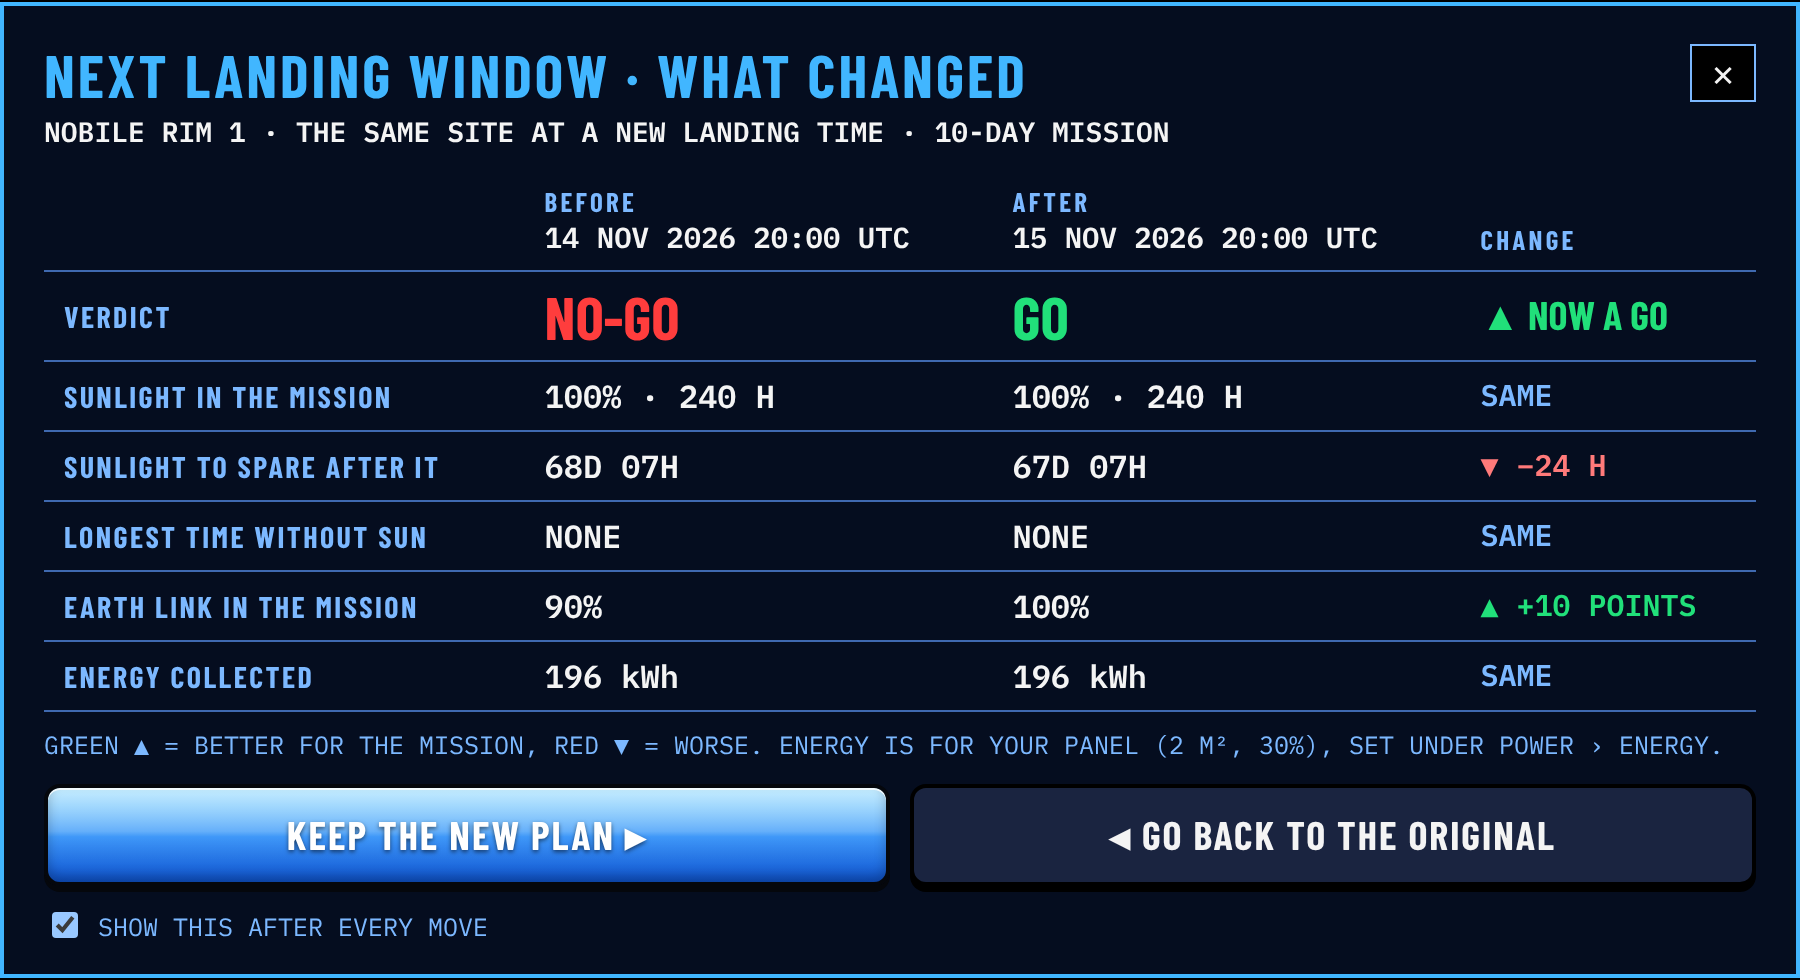 NEXT LANDING WINDOW · WHAT CHANGED
×
NOBILE RIM 1 · THE SAME SITE AT A NEW LANDING TIME · 10-DAY MISSION
BEFORE AFTER
14 NOV 2026 20:00 UTC 15 NOV 2026 20:00 UTC CHANGE
VERDICT NO-GO GO ▲ NOW A GO
SUNLIGHT IN THE MISSION 100% · 240 H 100% · 240 H SAME
SUNLIGHT TO SPARE AFTER IT 68D 07H 67D 07H ▼ −24 H
LONGEST TIME WITHOUT SUN NONE NONE SAME
EARTH LINK IN THE MISSION 90% 100% ▲ +10 POINTS
ENERGY COLLECTED 196 kWh 196 kWh SAME
GREEN ▲ = BETTER FOR THE MISSION, RED ▼ = WORSE. ENERGY IS FOR YOUR PANEL (2 M², 30%), SET UNDER POWER › ENERGY.
KEEP THE NEW PLAN ▶ ◀ GO BACK TO THE ORIGINAL
SHOW THIS AFTER EVERY MOVE